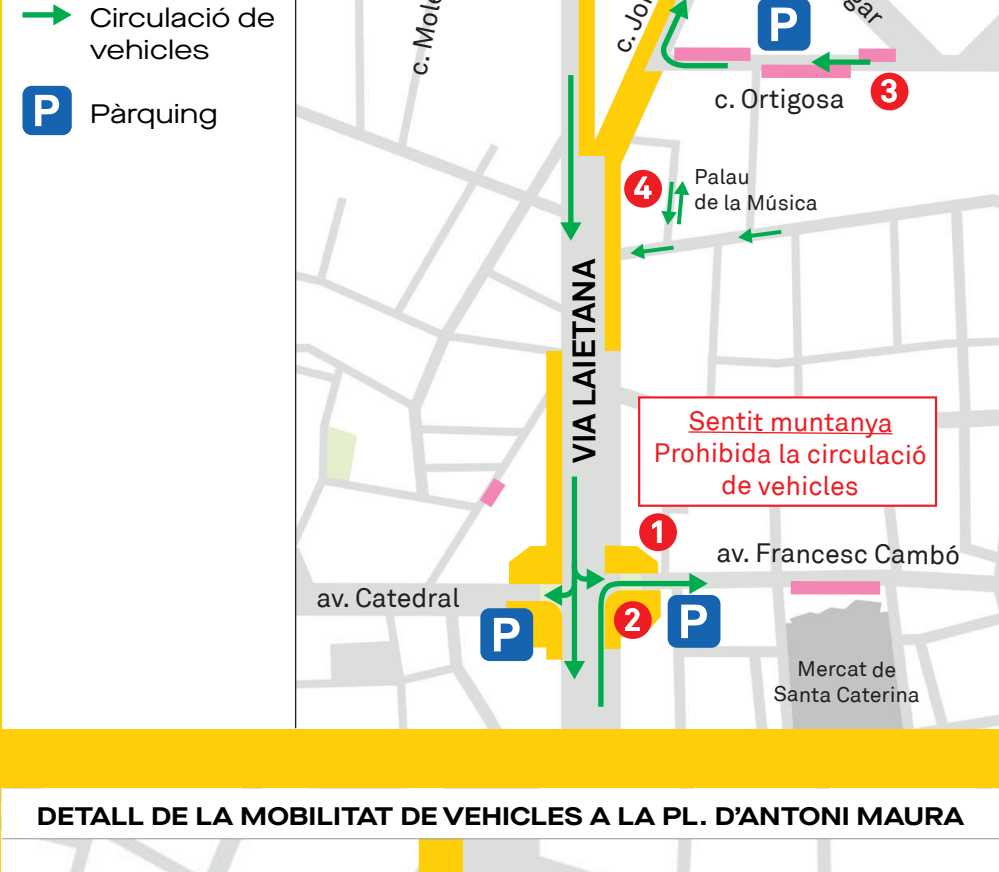 Circulació de
vehicles
P
Pàrquing
c. Mole
c. Jon
gar
P
c. Ortigosa
3
4
Palau
de la Música
VIA LAIETANA
Sentit muntanya
Prohibida la circulació
de vehicles
1
av. Francesc Cambó
av. Catedral
P
2
P
Mercat de
Santa Caterina
DETALL DE LA MOBILITAT DE VEHICLES A LA PL. D'ANTONI MAURA